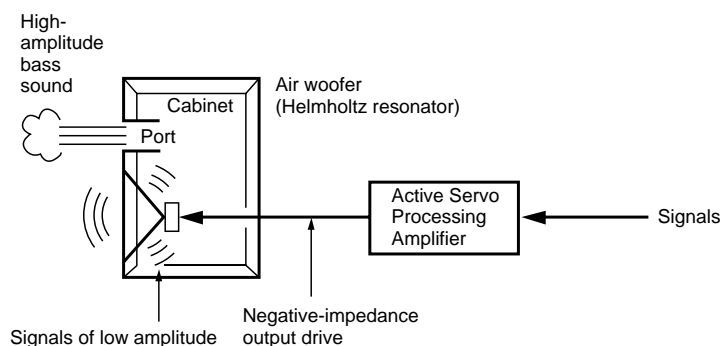 High-
amplitude
bass
sound
Cabinet
Port
Air woofer
(Helmholtz resonator)
Active Servo
Processing
Amplifier
Signals
Signals of low amplitude
Negative-impedance
output drive